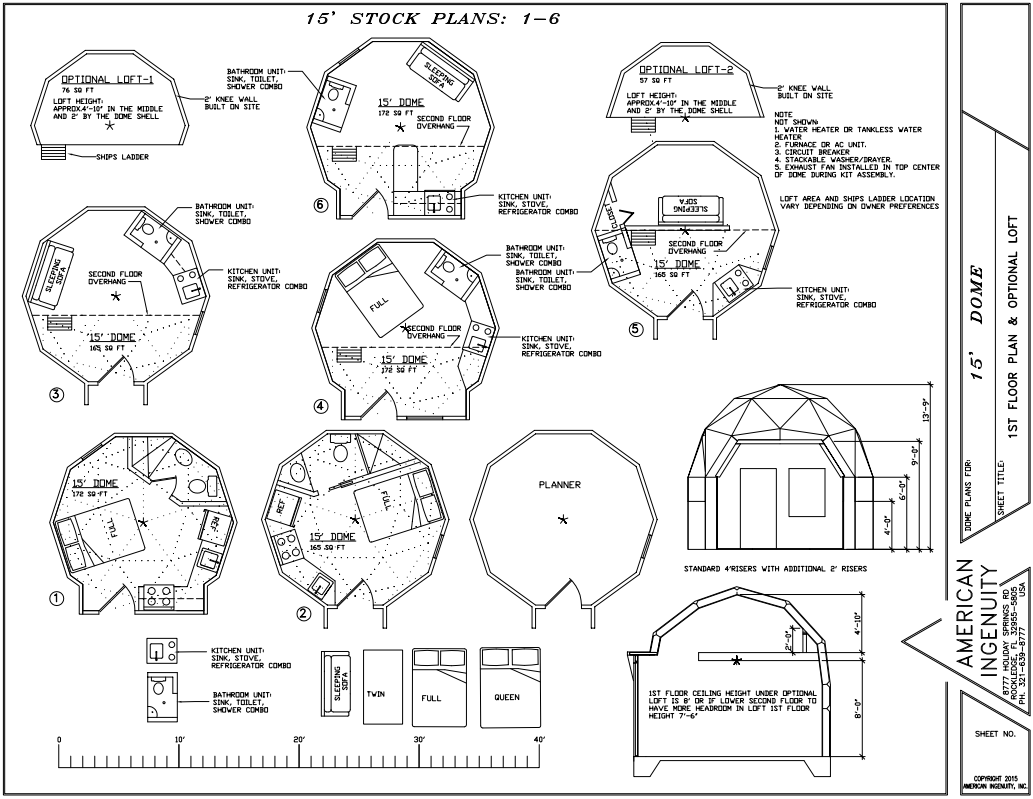 15' STOCK PLANS: 1-6
OPTIONAL LOFT-1
76 SQ FT
LOFT HEIGHT:
APPROX.4'-10" IN THE MIDDLE
AND 2' BY THE DOME SHELL
2' KNEE WALL
BUILT ON SITE
SHIPS LADDER
BATHROOM UNIT:
SINK, TOILET,
SHOWER COMBO
SLEEPING
SOFA
15' DOME
172 SQ FT
SECOND FLOOR
OVERHANG
6
KITCHEN UNIT:
SINK, STOVE,
REFRIGERATOR COMBO
OPTIONAL LOFT-2
57 SQ FT
LOFT HEIGHT:
APPROX.4'-10" IN THE MIDDLE
AND 2' BY THE DOME SHELL
2' KNEE WALL
BUILT ON SITE
NOTE
NOT SHOWN:
1. WATER HEATER OR TANKLESS WATER
HEATER
2. FURNACE OR AC UNIT.
3. CIRCUIT BREAKER
4. STACKABLE WASHER/DRAYER.
5. EXHAUST FAN INSTALLED IN TOP CENTER
OF DOME DURING KIT ASSEMBLY.
LOFT AREA AND SHIPS LADDER LOCATION
VARY DEPENDING ON OWNER PREFERENCES
BATHROOM UNIT:
SINK, TOILET,
SHOWER COMBO
SLEEPING
SOFA
SECOND FLOOR
OVERHANG
KITCHEN UNIT:
SINK, STOVE,
REFRIGERATOR COMBO
15' DOME
165 SQ FT
3
BATHROOM UNIT:
SINK, TOILET,
SHOWER COMBO
FULL
SECOND FLOOR
OVERHANG
KITCHEN UNIT:
SINK, STOVE,
REFRIGERATOR COMBO
15' DOME
172 SQ FT
4
BATHROOM UNIT:
SINK, TOILET,
SHOWER COMBO
CLOSET
SLEEPING
SOFA
SECOND FLOOR
OVERHANG
15' DOME
165 SQ FT
KITCHEN UNIT:
SINK, STOVE,
REFRIGERATOR COMBO
5
15' DOME
172 SQ FT
FULL
REF
1
REF
FULL
15' DOME
165 SQ FT
2
PLANNER
13'-9"
9'-0"
6'-0"
4'-0"
STANDARD 4'RISERS WITH ADDITIONAL 2' RISERS
KITCHEN UNIT:
SINK, STOVE,
REFRIGERATOR COMBO
BATHROOM UNIT:
SINK, TOILET,
SHOWER COMBO
SLEEPING
SOFA
TWIN
FULL
QUEEN
0 10' 20' 30' 40'
2'-0"
4'-10"
8'-0"
1ST FLOOR CEILING HEIGHT UNDER OPTIONAL
LOFT IS 8' OR IF LOWER SECOND FLOOR TO
HAVE MORE HEADROOM IN LOFT 1ST FLOOR
HEIGHT 7'-6"
DOME PLANS FOR:
15' DOME
SHEET TITLE:
1ST FLOOR PLAN & OPTIONAL LOFT
AMERICAN
INGENUITY
8777 HOLIDAY SPRINGS RD
ROCKLEDGE, FL 32955-5805
PH. 321-639-8777 USA
SHEET NO.
COPYRIGHT 2015
AMERICAN INGENUITY, INC.